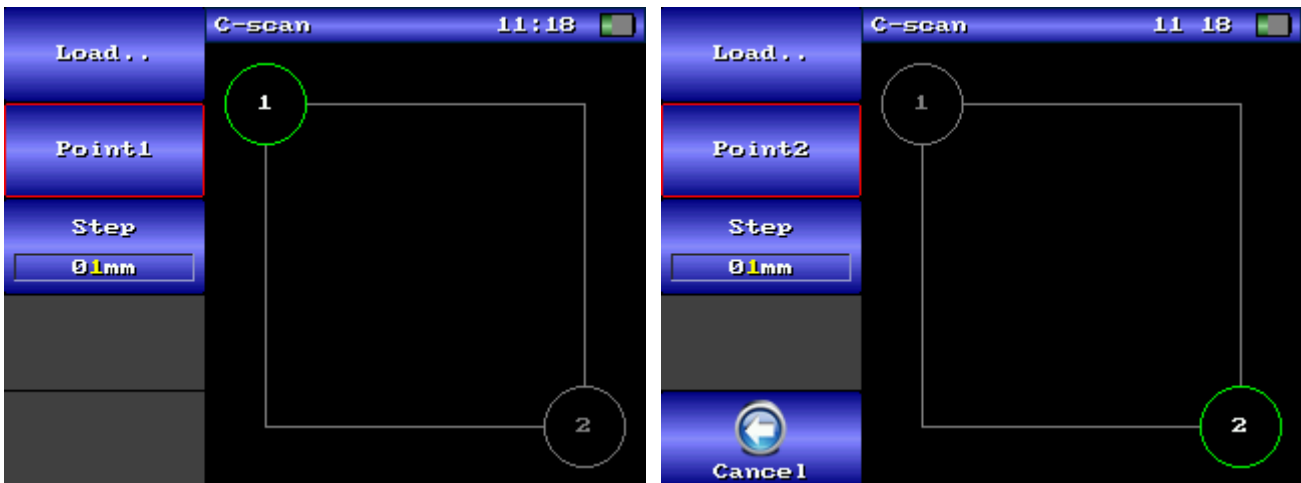 C-scan 11:18
Load..
1
Point1
Step
01mm
2
C-scan 11 18
Load..
1
Point2
Step
01mm
2
Cancel